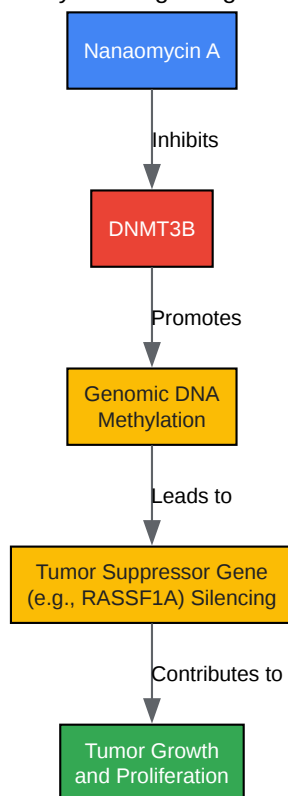 Nanaomycin A
Inhibits
DNMT3B
Promotes
Genomic DNA
Methylation
Leads to
Tumor Suppressor Gene
(e.g., RASSF1A) Silencing
Contributes to
Tumor Growth
and Proliferation